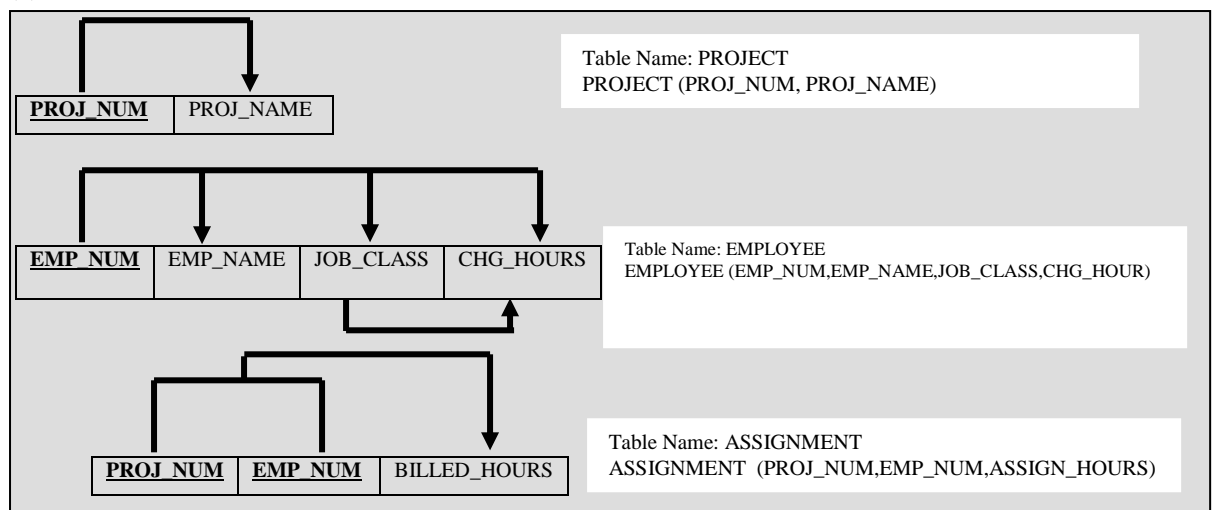 Table Name: PROJECT
PROJECT (PROJ_NUM, PROJ_NAME)
PROJ_NUM PROJ_NAME
Table Name: EMPLOYEE
EMPLOYEE (EMP_NUM,EMP_NAME,JOB_CLASS,CHG_HOUR)
EMP_NUM EMP_NAME JOB_CLASS CHG_HOURS
Table Name: ASSIGNMENT
ASSIGNMENT (PROJ_NUM,EMP_NUM,ASSIGN_HOURS)
PROJ_NUM EMP_NUM BILLED_HOURS